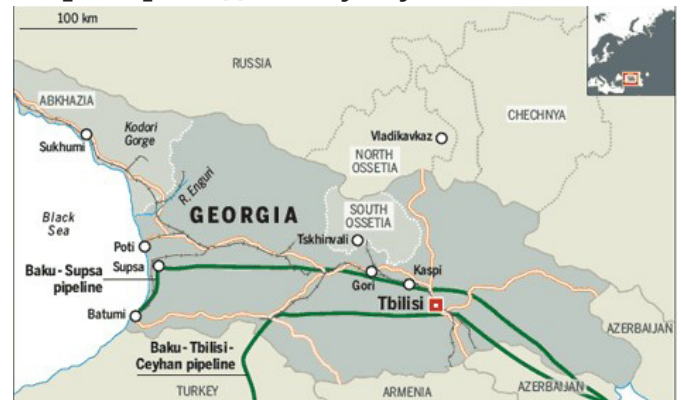 100 km
RUSSIA
ABKHAZIA
CHECHNYA
Kodori
Gorge
Vladikavkaz
Sukhumi
NORTH
OSSETIA
R. Enguri
GEORGIA
SOUTH
OSSETIA
Black
Sea
Tskhinvali
Poti
Supsa
Kaspi
Baku - Supsa
pipeline
Gori
Tbilisi
Batumi
AZERBAIJAN
Baku - Tbilisi -
Ceyhan pipeline
TURKEY
ARMENIA
AZERBAIJAN